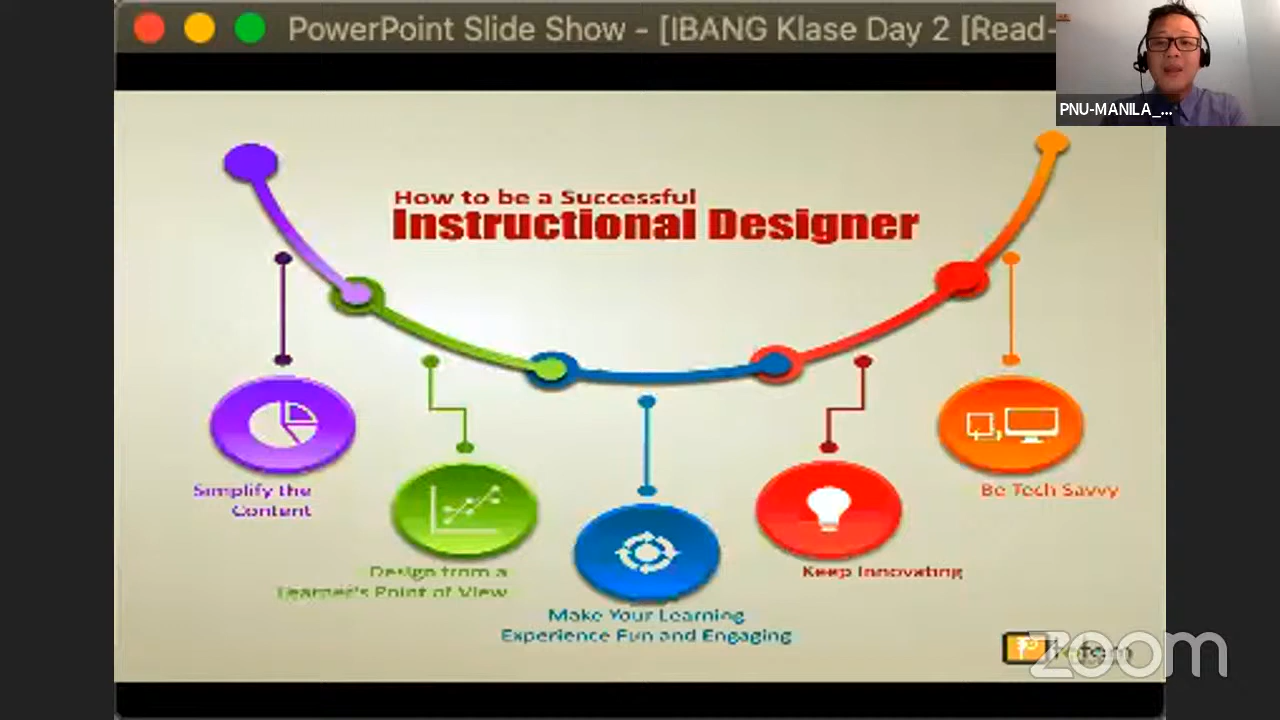 PowerPoint Slide Show - [IBANG Klase Day 2 [Read-
PNU-MANILA_...
How to be a Successful
Instructional Designer
Simplify the
Content
Design from a
Learner's Point of View
Make Your Learning
Experience Fun and Engaging
Keep Innovating
Be Tech Savvy
zoom